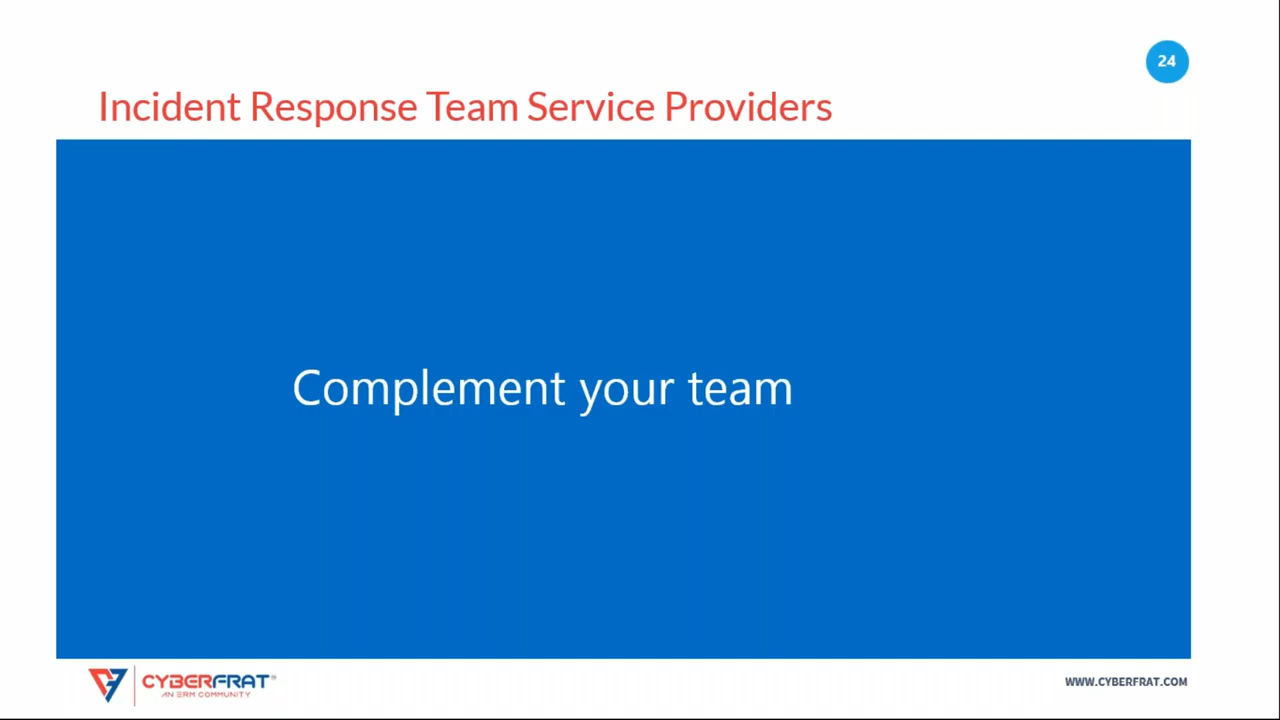 24
Incident Response Team Service Providers
Complement your team
CYBERFRAT®
AN ERM COMMUNITY
WWW.CYBERFRAT.COM